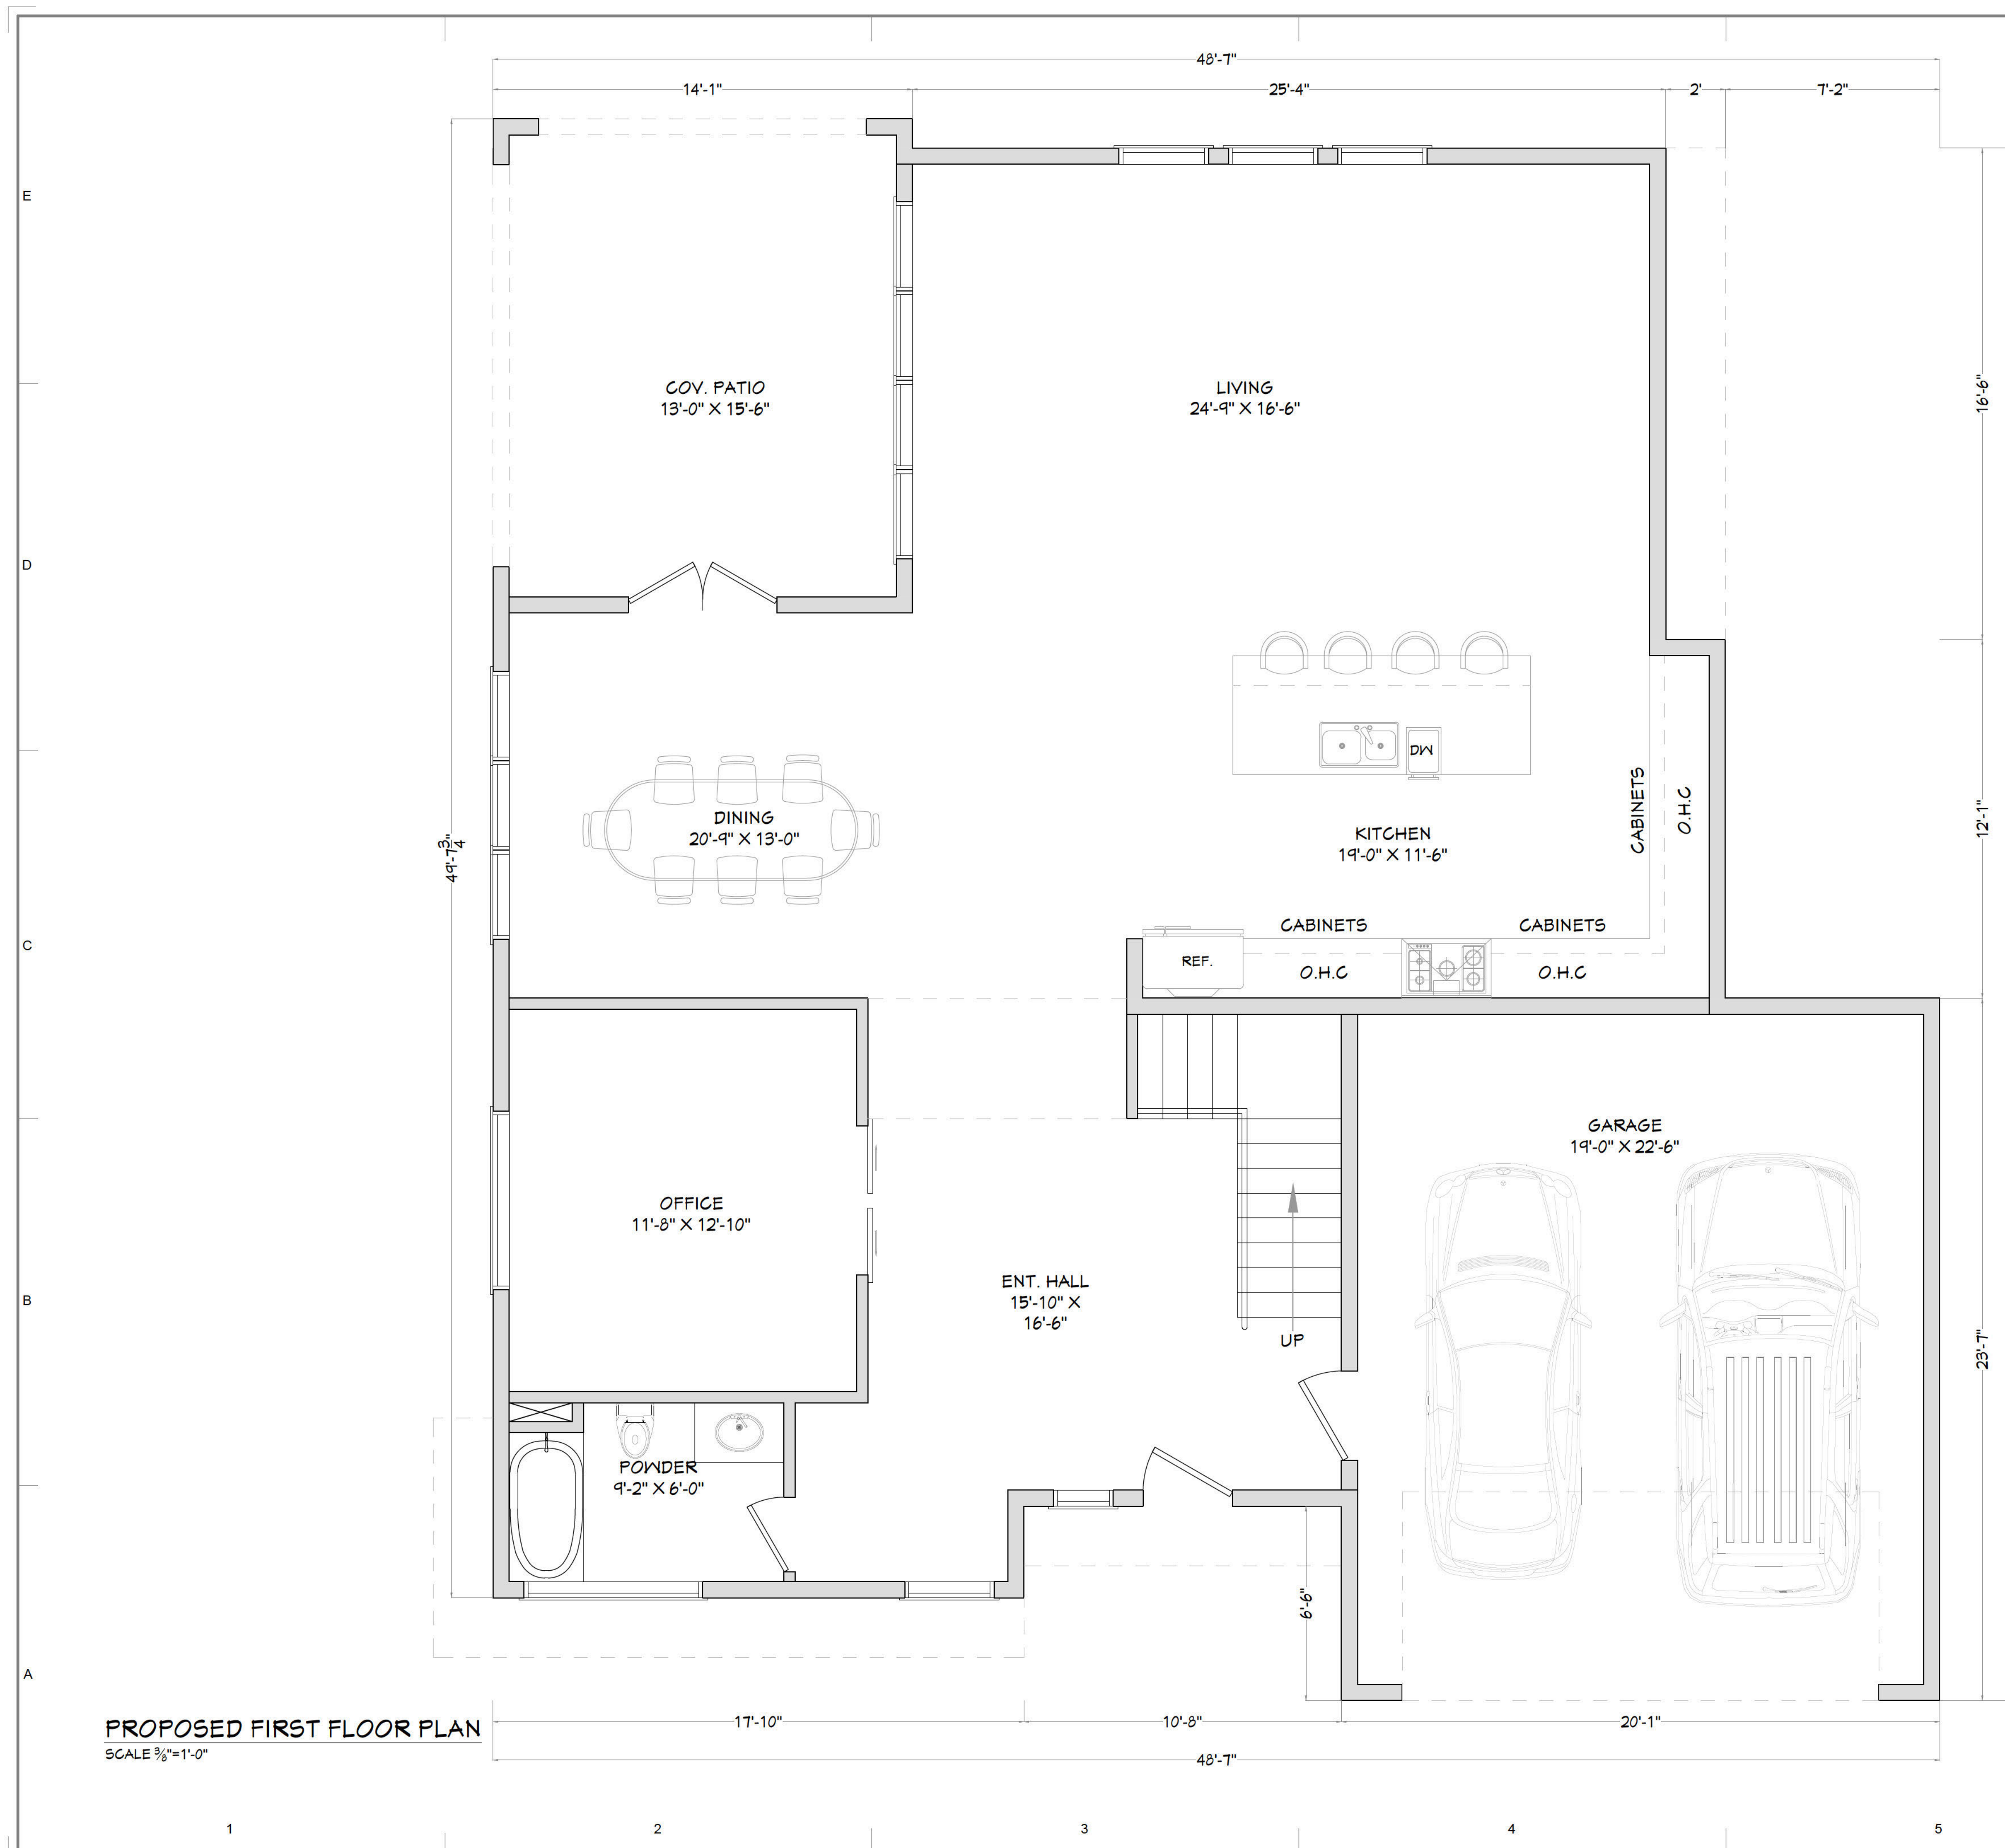 48'-7"
14'-1"
25'-4"
2'
7'-2"
E
COV. PATIO
13'-0" X 15'-6"
LIVING
24'-9" X 16'-6"
16'-6"
D
DW
CABINETS
O.H.C
12'-1"
DINING
20'-9" X 13'-0"
KITCHEN
19'-0" X 11'-6"
49'-7 3/4"
C
CABINETS
CABINETS
REF.
O.H.C
O.H.C
GARAGE
19'-0" X 22'-6"
OFFICE
11'-8" X 12'-10"
ENT. HALL
15'-10" X
16'-6"
B
UP
23'-7"
POWDER
9'-2" X 6'-0"
6'-6"
A
PROPOSED FIRST FLOOR PLAN
SCALE 3/8"=1'-0"
17'-10"
10'-8"
20'-1"
48'-7"
1
2
3
4
5